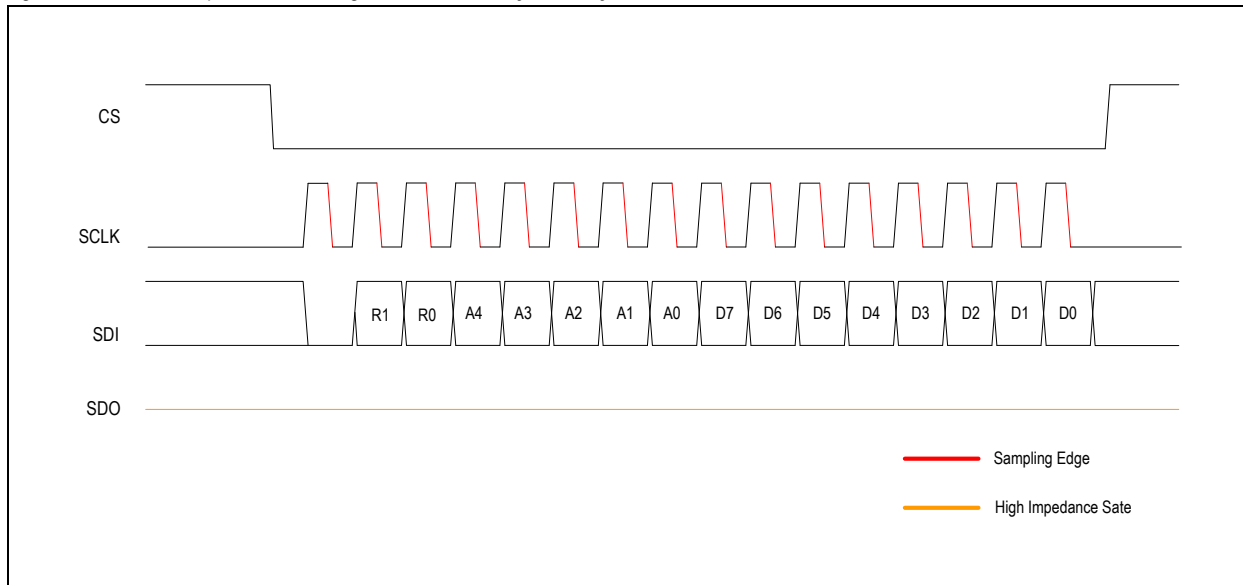 CS
SCLK
SDI
R1 R0 A4 A3 A2 A1 A0 D7 D6 D5 D4 D3 D2 D1 D0
SDO
Sampling Edge
High Impedance Sate